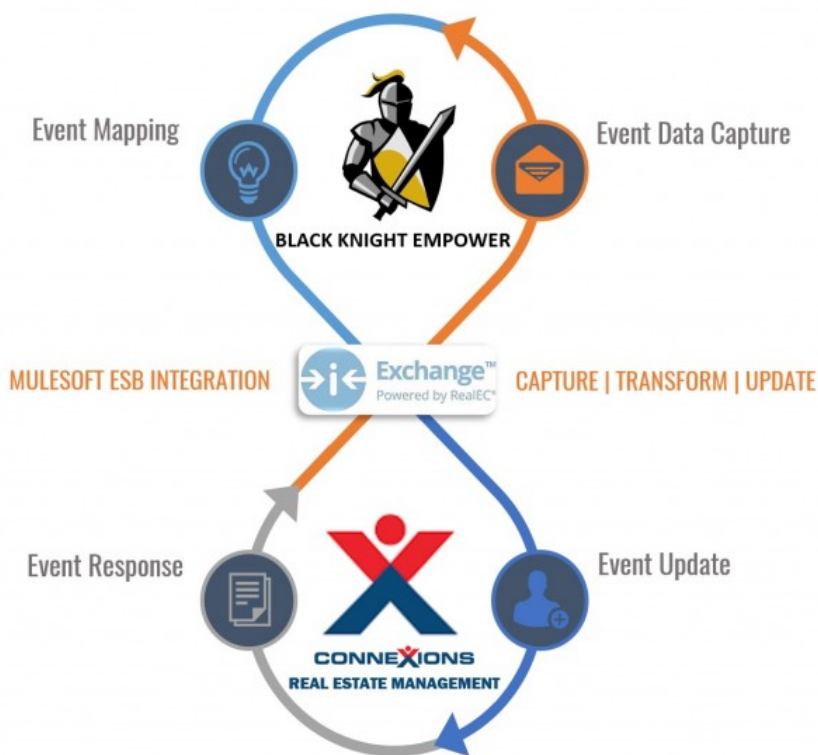 Event Mapping
Event Data Capture
BLACK KNIGHT EMPOWER
MULESOFT ESB INTEGRATION
Exchange™
Powered by RealEC®
CAPTURE | TRANSFORM | UPDATE
Event Response
Event Update
CONNEXIONS
REAL ESTATE MANAGEMENT